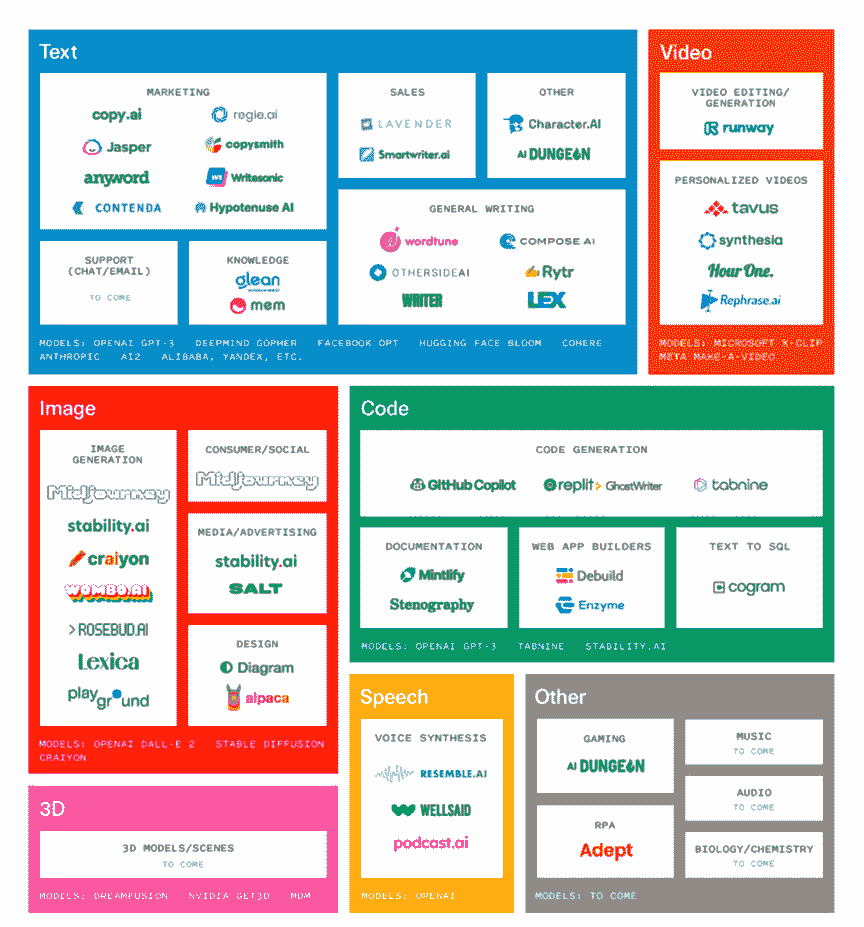 Text
MARKETING
copy.ai
regie.ai
Jasper
copysmith
anyword
Writesonic
CONTENDA
Hypotenuse AI
SALES
LAVENDER
Smartwriter.ai
OTHER
Character.AI
AI DUNGEON
SUPPORT
(CHAT/EMAIL)
TO COME
KNOWLEDGE
glean
mem
GENERAL WRITING
wordtune
COMPOSE AI
OTHERSIDEAI
Rytr
WRITER
LEX
MODELS: OPENAI GPT-3 DEEPMIND GOPHER FACEBOOK OPT HUGGING FACE BLOOM COHERE
ANTHROPIC AI2 ALIBABA, YANDEX, ETC.
Video
VIDEO EDITING/
GENERATION
runway
PERSONALIZED VIDEOS
tavus
synthesia
Hour One.
Rephrase.ai
MODELS: MICROSOFT X-CLIP
META MAKE-A-VIDEO
Image
IMAGE
GENERATION
Midjourney
stability.ai
craiyon
WOMBO.AI
>ROSEBUD.AI
Lexica
playground
CONSUMER/SOCIAL
Midjourney
MEDIA/ADVERTISING
stability.ai
SALT
DESIGN
Diagram
alpaca
MODELS: OPENAI DALL-E 2 STABLE DIFFUSION
CRAIYON
Code
CODE GENERATION
GitHub Copilot
replit> GhostWriter
tabnine
DOCUMENTATION
Mintlify
Stenography
WEB APP BUILDERS
Debuild
Enzyme
TEXT TO SQL
cogram
MODELS: OPENAI GPT-3 TABNINE STABILITY.AI
3D
3D MODELS/SCENES
TO COME
MODELS: DREAMFUSION NVIDIA GET3D MDM
Speech
VOICE SYNTHESIS
RESEMBLE.AI
WELLSAID
podcast.ai
MODELS: OPENAI
Other
GAMING
AI DUNGEON
RPA
Adept
MUSIC
TO COME
AUDIO
TO COME
BIOLOGY/CHEMISTRY
TO COME
MODELS: TO COME